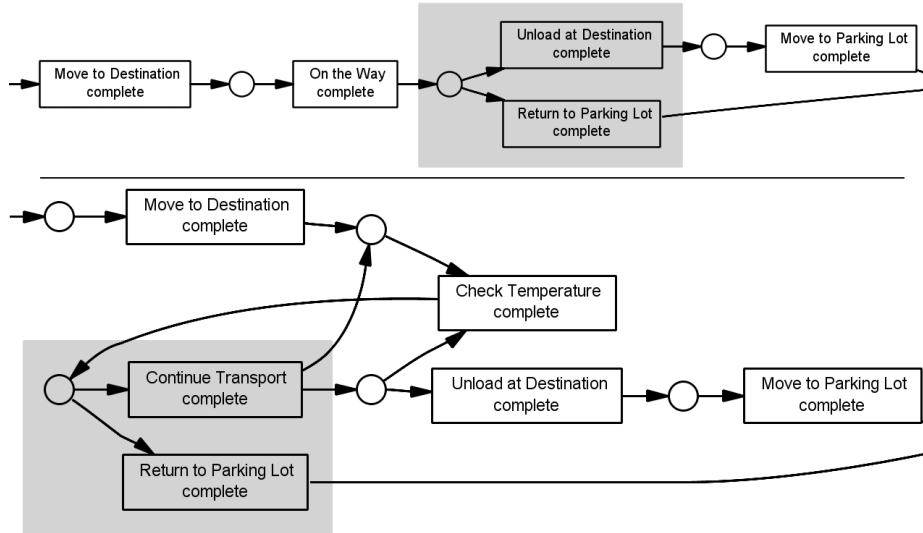 Unload at Destination
complete
Move to Parking Lot
complete
Move to Destination
complete
On the Way
complete
Return to Parking Lot
complete
Move to Destination
complete
Check Temperature
complete
Continue Transport
complete
Unload at Destination
complete
Move to Parking Lot
complete
Return to Parking Lot
complete